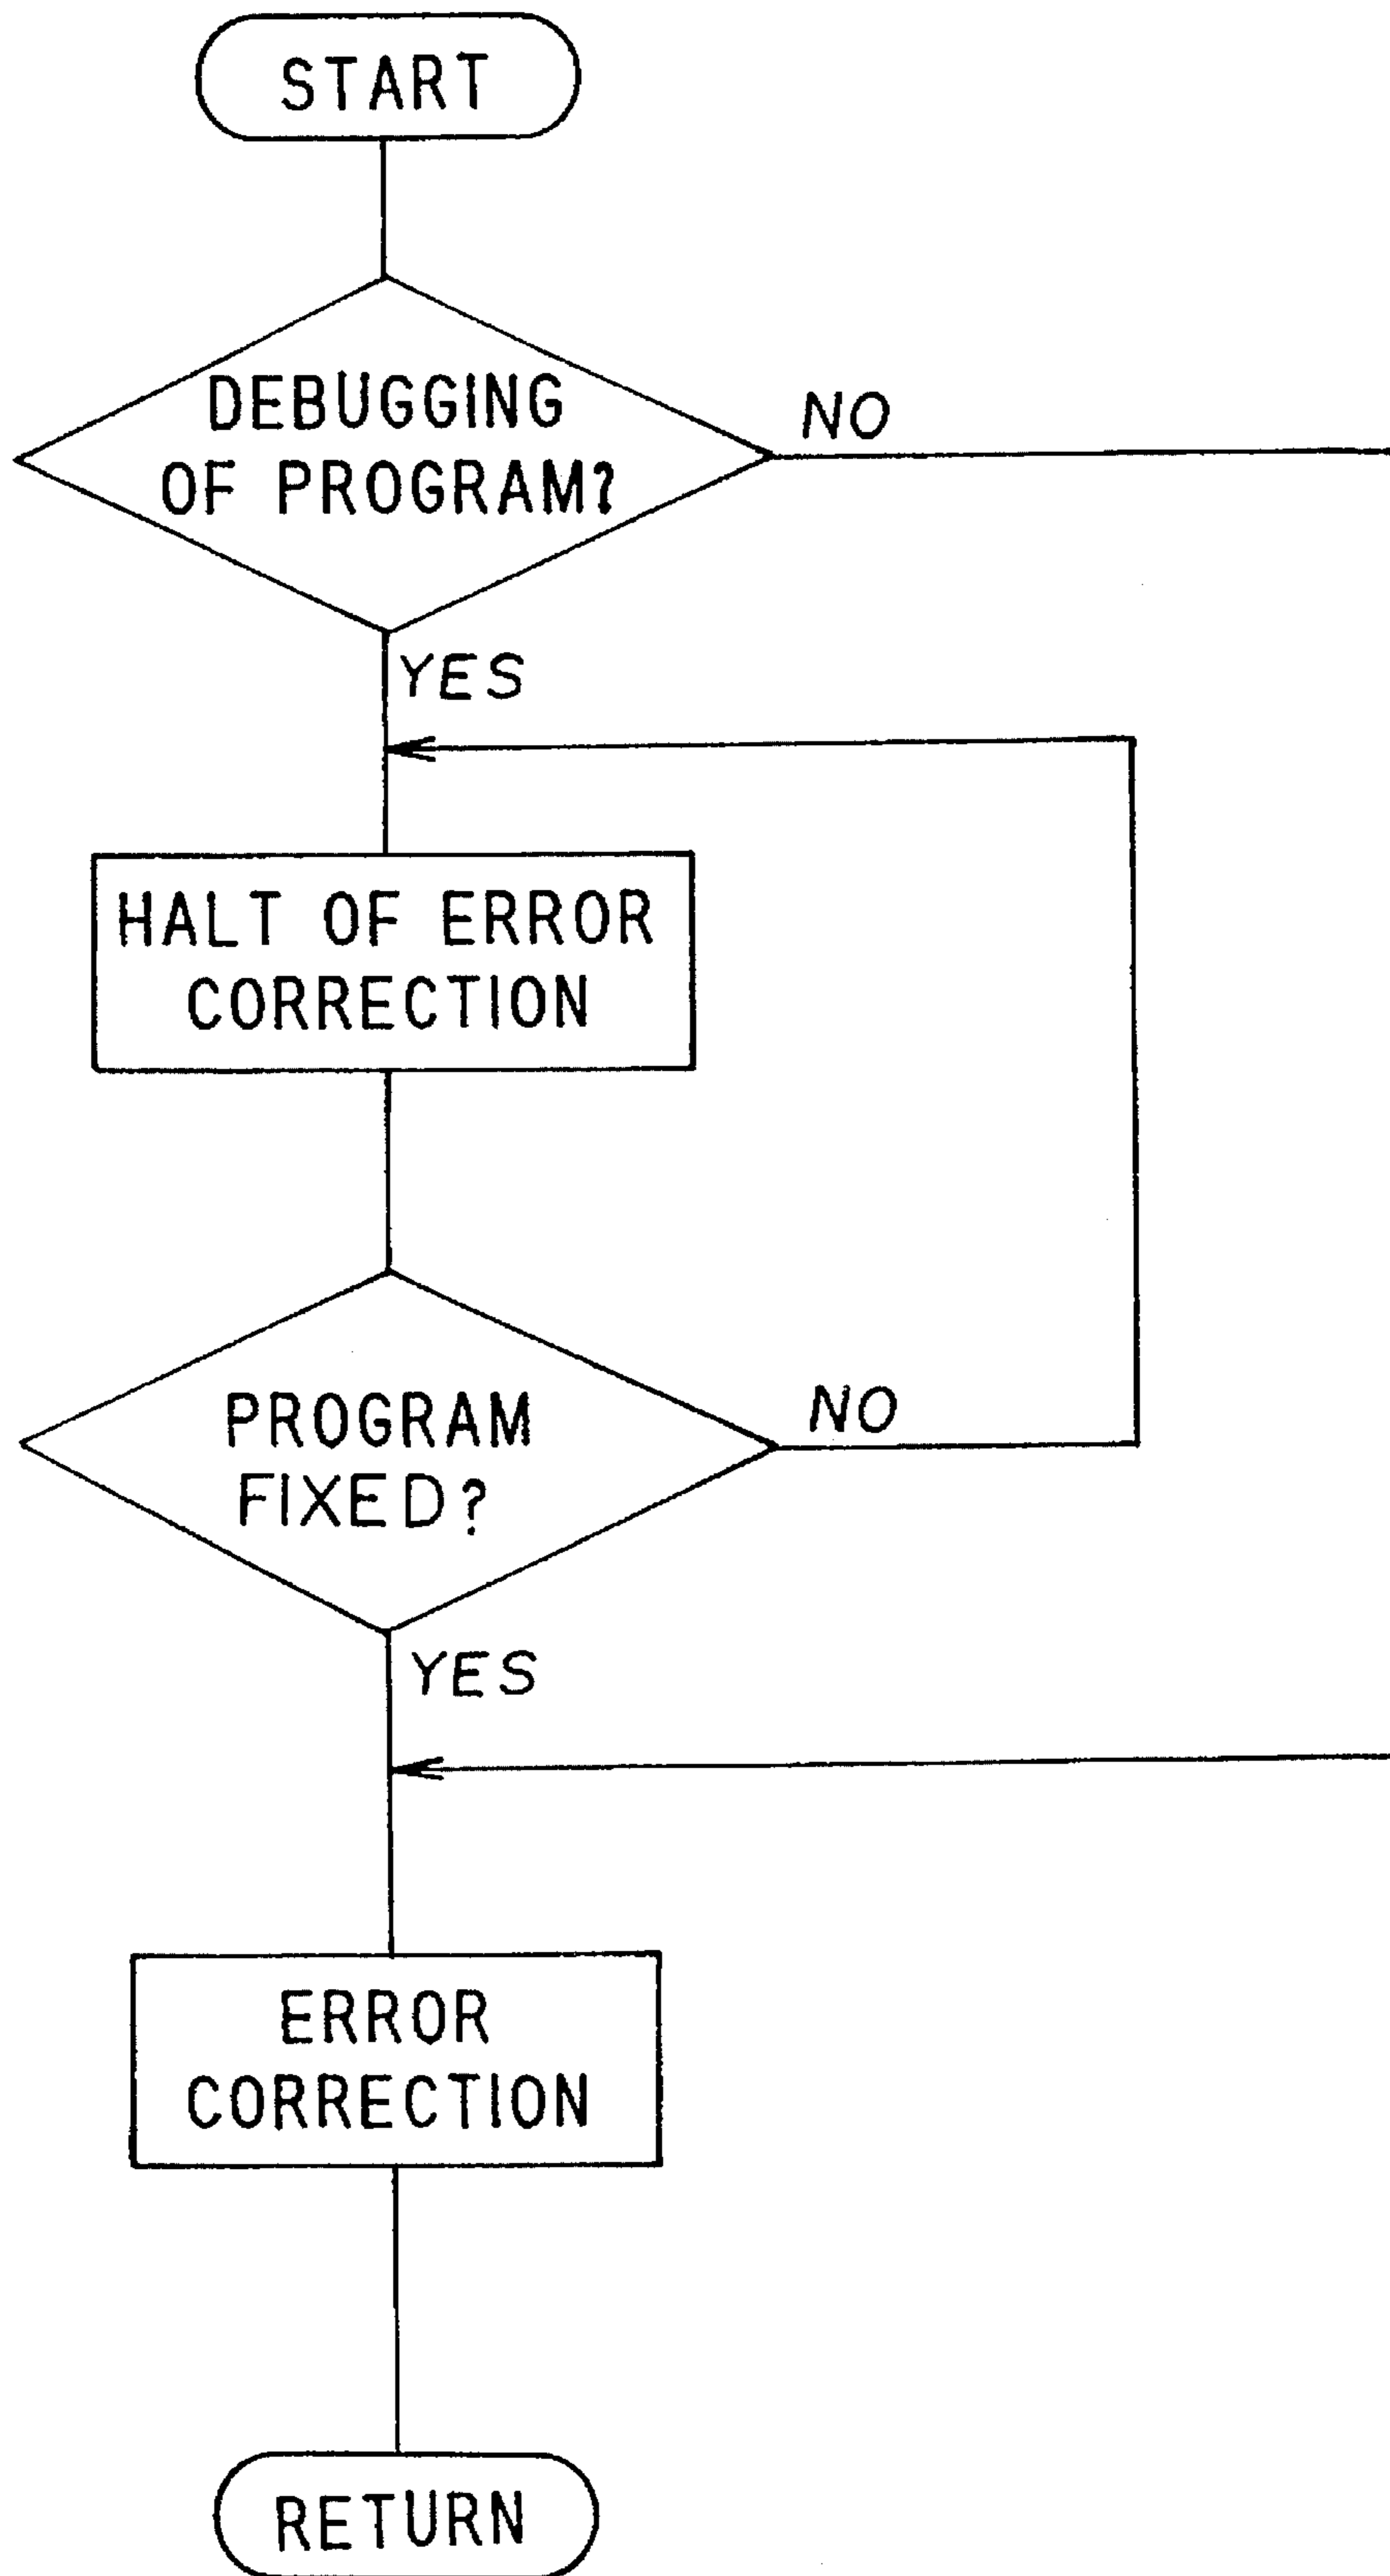 START
DEBUGGING
OF PROGRAM?
NO
YES
HALT OF ERROR
CORRECTION
PROGRAM
FIXED?
NO
YES
ERROR
CORRECTION
RETURN